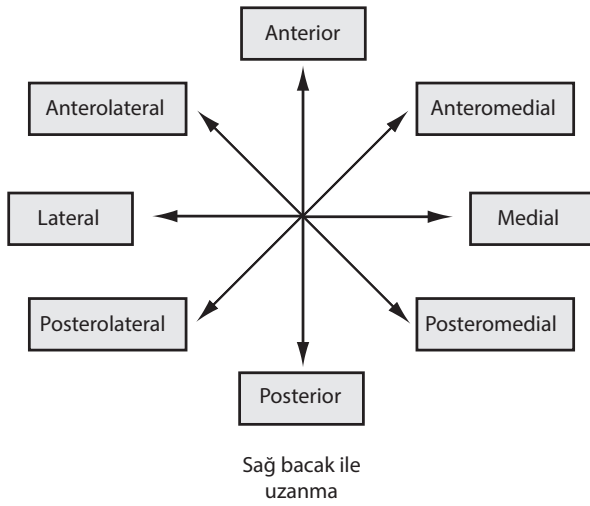 Anterior
Anterolateral
Anteromedial
Lateral
Medial
Posterolateral
Posteromedial
Posterior
Sağ bacak ile
uzanma